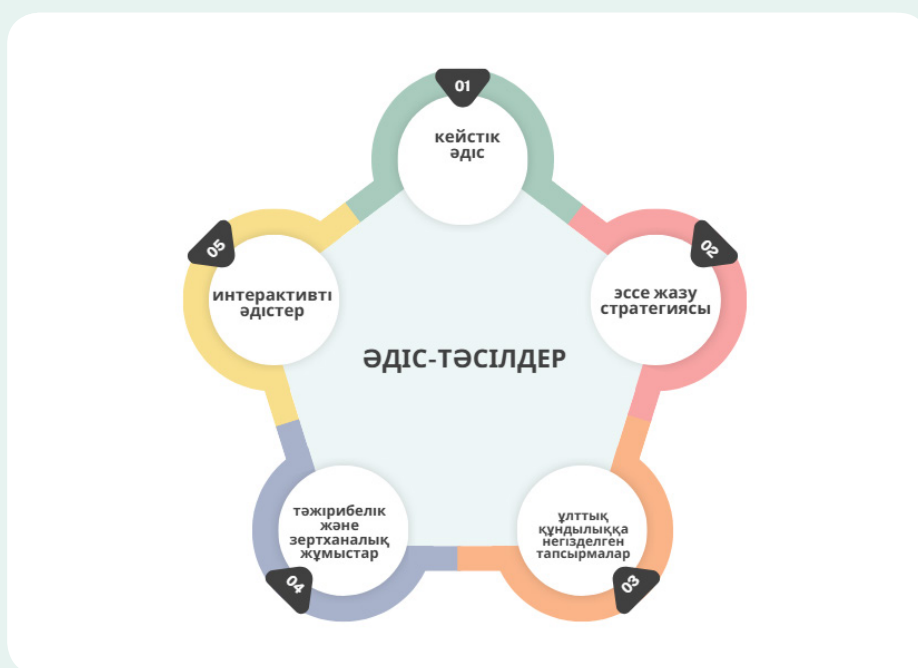 01
кейстік
әдіс
02
эссе жазу
стратегиясы
03
ұлттық
құндылыққа
негізделген
тапсырмалар
04
тәжірибелік
және
зертханалық
жұмыстар
05
интерактивті
әдістер
ӘДІС-ТӘСІЛДЕР